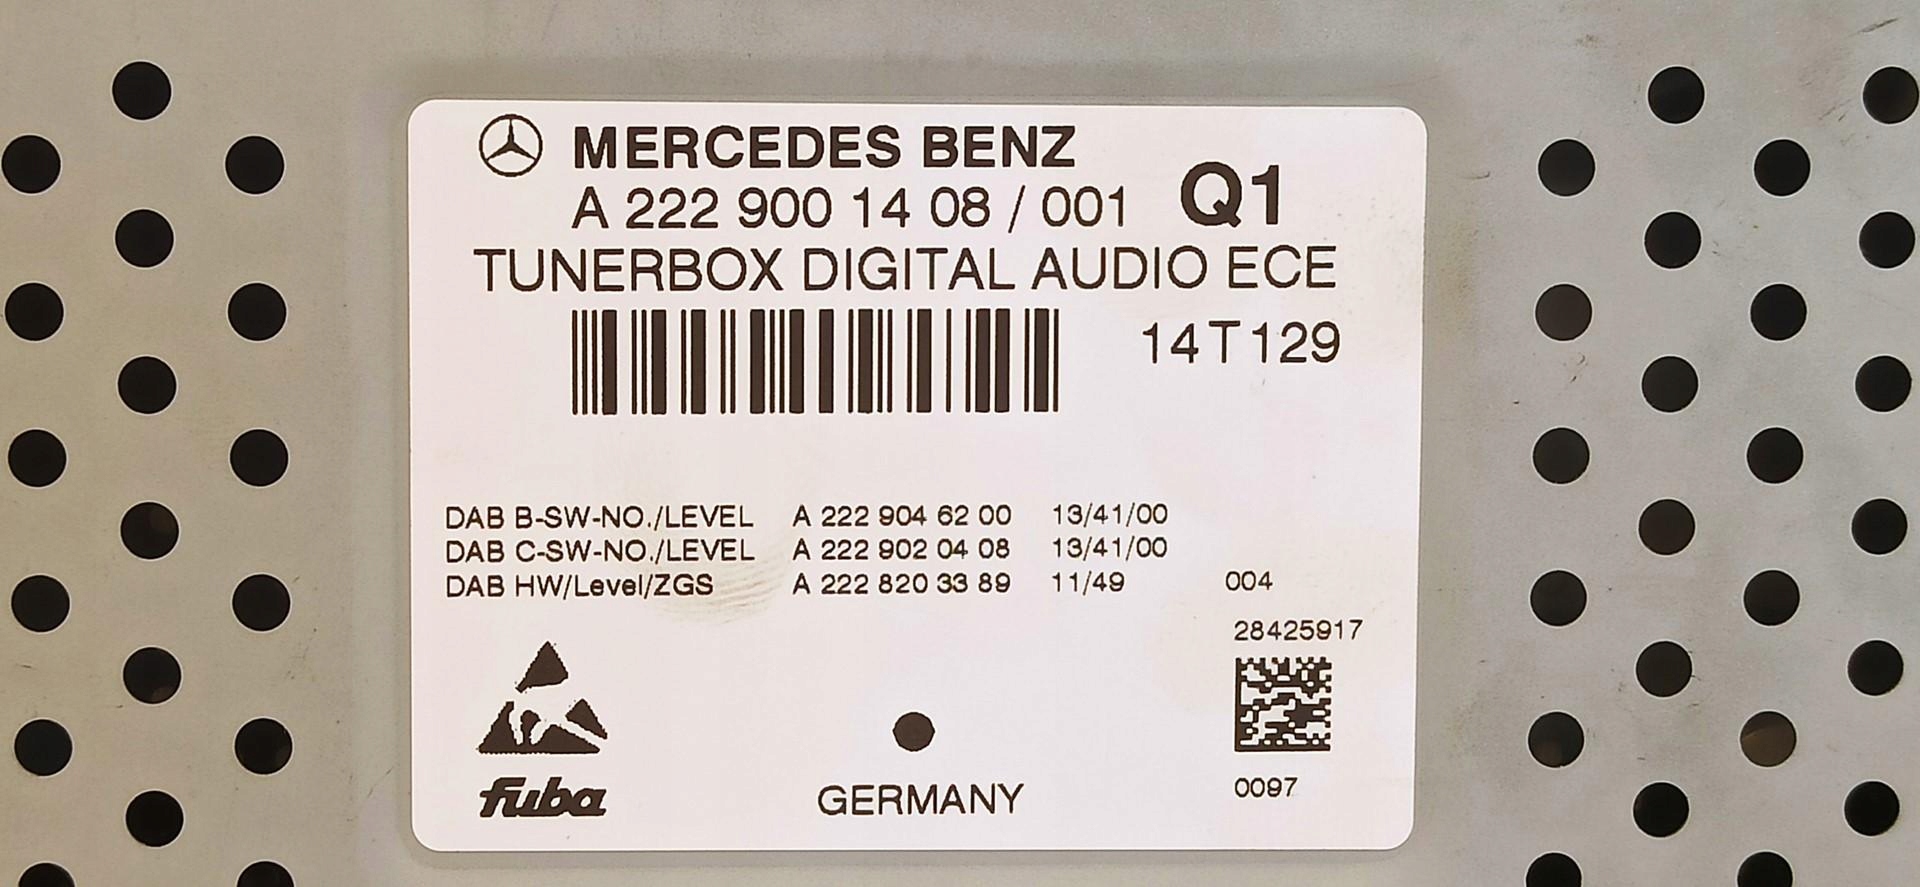 MERCEDES BENZ
A 222 900 14 08 / 001 Q1
TUNERBOX DIGITAL AUDIO ECE
14T129
DAB B-SW-NO./LEVEL A 222 904 62 00 13/41/00
DAB C-SW-NO./LEVEL A 222 902 04 08 13/41/00
DAB HW/Level/ZGS A 222 820 33 89 11/49 004
28425917
fuba
GERMANY
0097